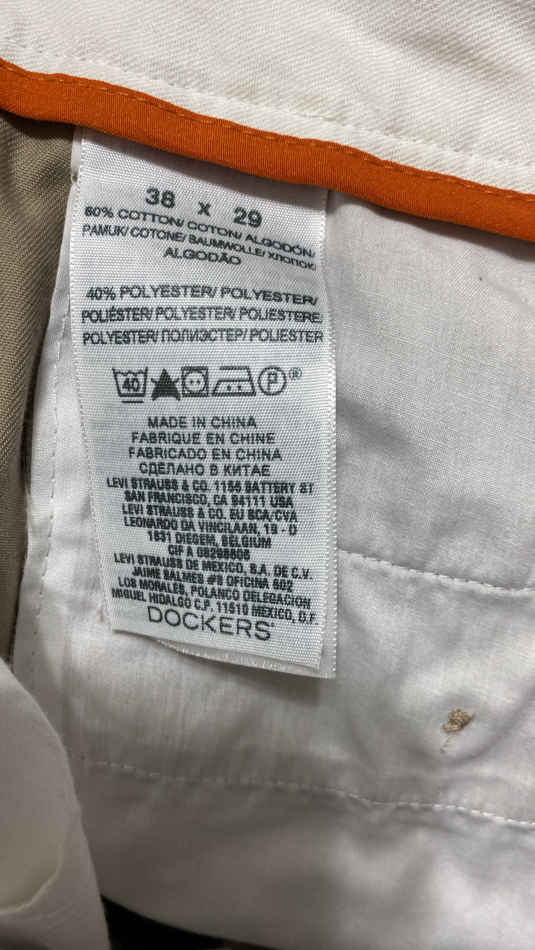 38 x 29
60% COTTON/ COTON/ ALGODÓN/
PAMUK/ COTONE/ BAUMWOLLE/ ХЛОПОК/
ALGODÃO
40% POLYESTER/ POLYESTER/
POLIÉSTER/ POLYESTER/ POLIESTERE/
POLYESTER/ ПОЛИЭСТЕР/ POLIESTER
40 P ®
MADE IN CHINA
FABRIQUE EN CHINE
FABRICADO EN CHINA
СДЕЛАНО В КИТАЕ
LEVI STRAUSS & CO. 1155 BATTERY ST
SAN FRANCISCO, CA 94111 USA
LEVI STRAUSS & CO. EU SCA/CVA
LEONARDO DA VINCILAAN, 19 - D
1831 DIEGEM, BELGIUM
CIF A
LEVI STRAUSS DE MEXICO, S.A. DE C.V.
JAIME BALMES #8 OFICINA 602
LOS MORALES, POLANCO DELEGACION
MIGUEL HIDALGO C.P. 11510 MEXICO, D.F.
DOCKERS®